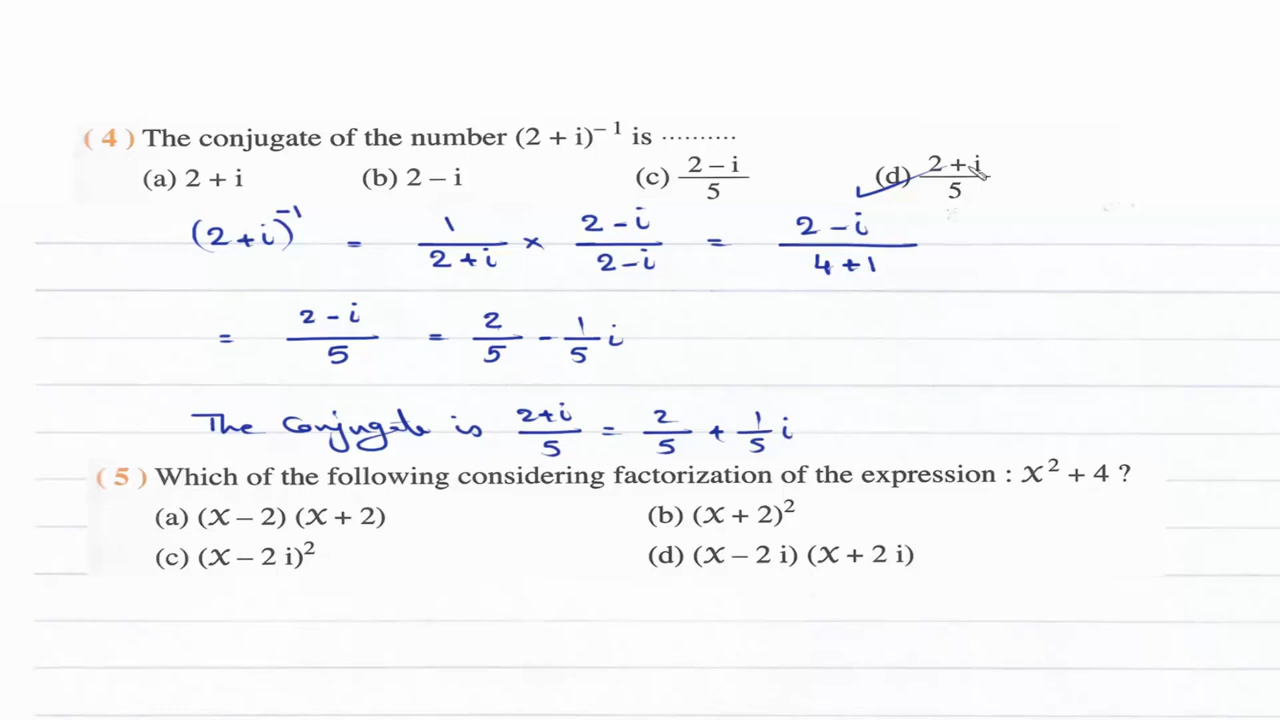 ( 4 ) The conjugate of the number (2 + i)⁻¹ is ··········
(a) 2 + i (b) 2 – i (c) (2 – i)/5 (d) (2 + i)/5
(2+i)⁻¹ = 1/(2+i) × (2-i)/(2-i) = (2-i)/(4+1)
= (2-i)/5 = 2/5 - 1/5 i
The Conjugate is (2+i)/5 = 2/5 + 1/5 i
( 5 ) Which of the following considering factorization of the expression : x² + 4 ?
(a) (x – 2) (x + 2) (b) (x + 2)²
(c) (x – 2 i)² (d) (x – 2 i) (x + 2 i)